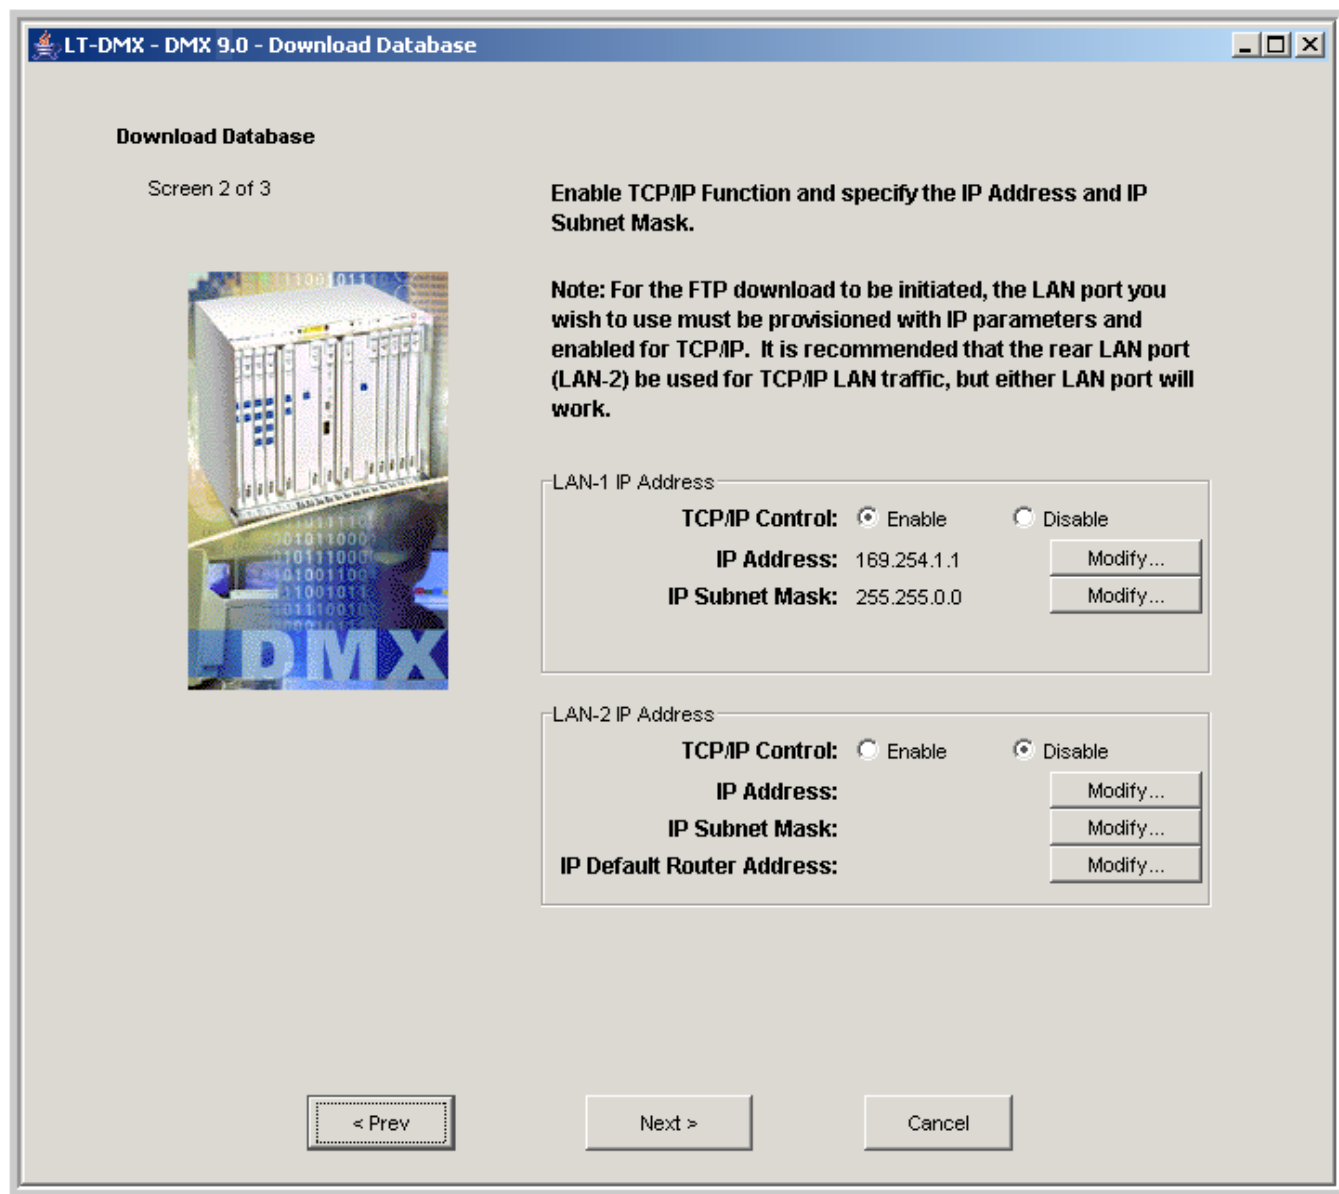 LT-DMX - DMX 9.0 - Download Database
Download Database
Screen 2 of 3
Enable TCP/IP Function and specify the IP Address and IP
Subnet Mask.
Note: For the FTP download to be initiated, the LAN port you
wish to use must be provisioned with IP parameters and
enabled for TCP/IP. It is recommended that the rear LAN port
(LAN-2) be used for TCP/IP LAN traffic, but either LAN port will
work.
DMX
LAN-1 IP Address
TCP/IP Control: Enable Disable
IP Address: 169.254.1.1 Modify...
IP Subnet Mask: 255.255.0.0 Modify...
LAN-2 IP Address
TCP/IP Control: Enable Disable
IP Address: Modify...
IP Subnet Mask: Modify...
IP Default Router Address: Modify...
< Prev Next > Cancel